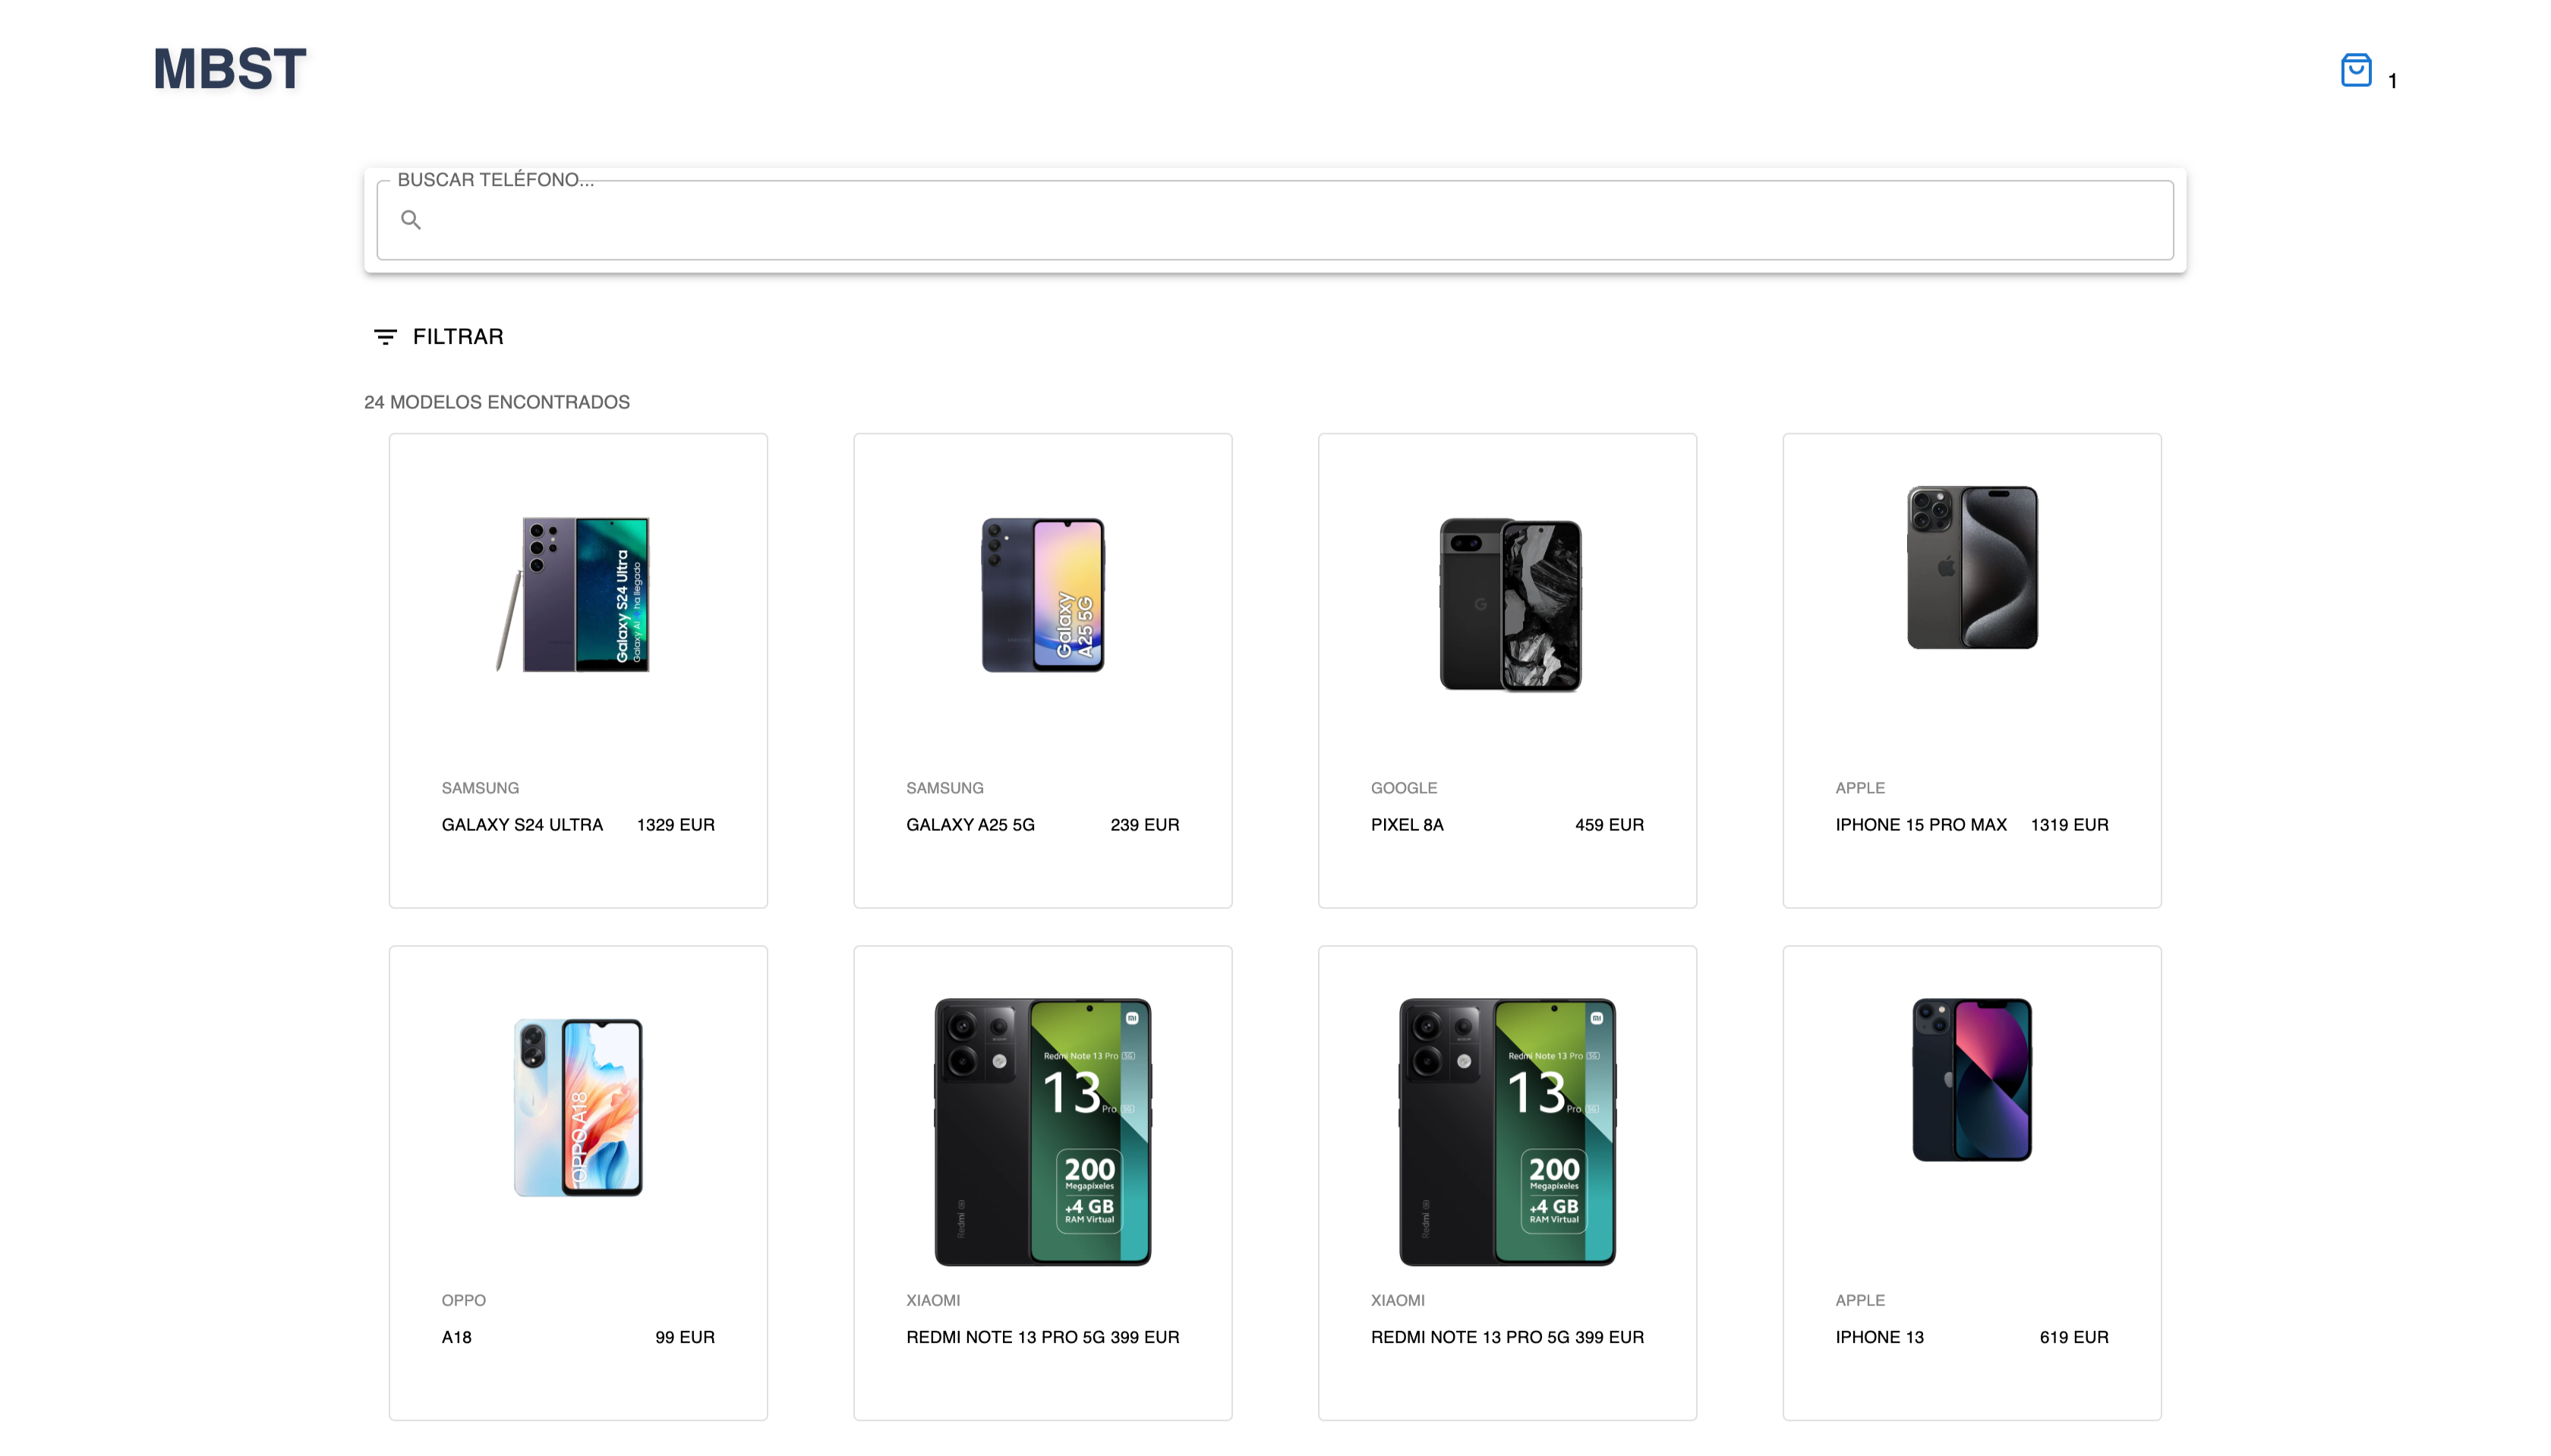 MBST
1
BUSCAR TELÉFONO...
FILTRAR
24 MODELOS ENCONTRADOS
Galaxy S24 Ultra
Galaxy AI ha llegado
SAMSUNG
GALAXY S24 ULTRA 1329 EUR
Galaxy
A25 5G
SAMSUNG
GALAXY A25 5G 239 EUR
G
GOOGLE
PIXEL 8A 459 EUR
APPLE
IPHONE 15 PRO MAX 1319 EUR
OPPO A18
OPPO
A18 99 EUR
Redmi Note 13 Pro 5G
13 Pro 5G
200
Megapíxeles
+4 GB
RAM Virtual
Redmi
XIAOMI
REDMI NOTE 13 PRO 5G 399 EUR
Redmi Note 13 Pro 5G
13 Pro 5G
200
Megapíxeles
+4 GB
RAM Virtual
Redmi
XIAOMI
REDMI NOTE 13 PRO 5G 399 EUR
APPLE
IPHONE 13 619 EUR